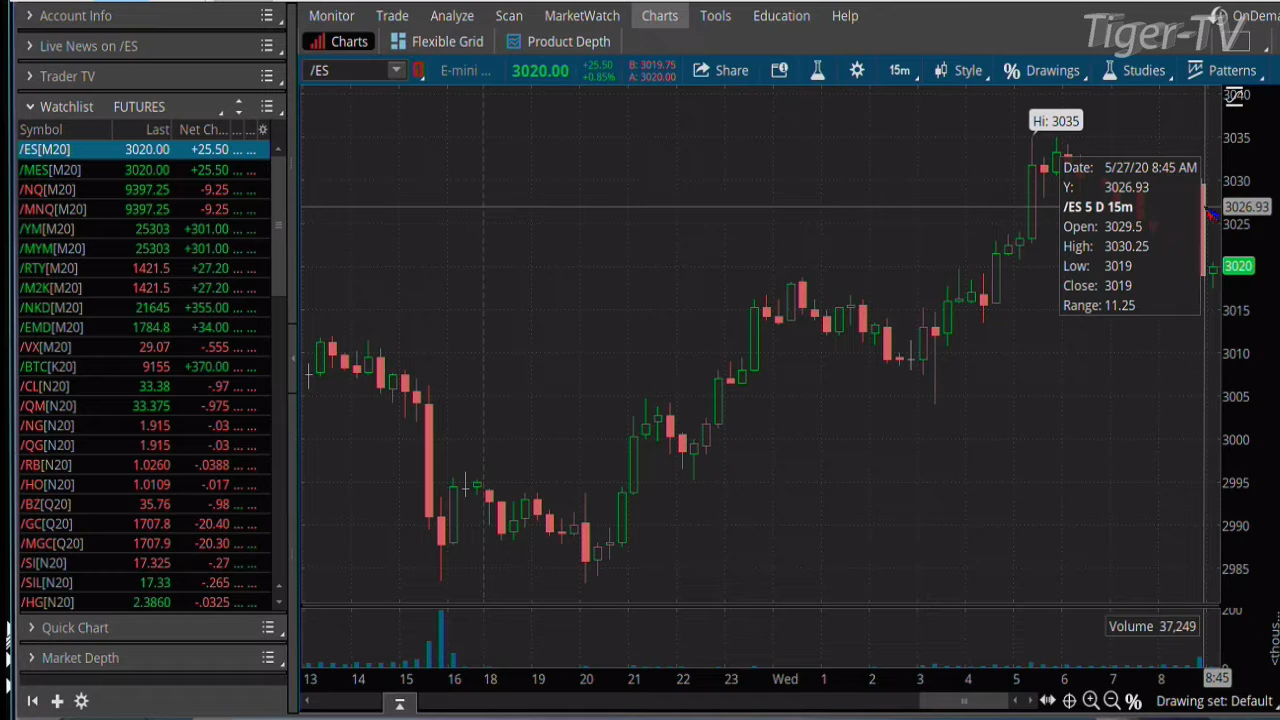 Account Info
Live News on /ES
Trader TV
Watchlist FUTURES
Symbol Last Net Ch... ... ...
/ES[M20] 3020.00 +25.50 ... ...
/MES[M20] 3020.00 +25.50 ... ...
/NQ[M20] 9397.25 -9.25 ... ...
/MNQ[M20] 9397.25 -9.25 ... ...
/YM[M20] 25303 +301.00 ... ...
/MYM[M20] 25303 +301.00 ... ...
/RTY[M20] 1421.5 +27.20 ... ...
/M2K[M20] 1421.5 +27.20 ... ...
/NKD[M20] 21645 +355.00 ... ...
/EMD[M20] 1784.8 +34.00 ... ...
/VX[M20] 29.07 -.555 ... ...
/BTC[K20] 9155 +370.00 ... ...
/CL[N20] 33.38 -.97 ... ...
/QM[N20] 33.375 -.975 ... ...
/NG[N20] 1.915 -.03 ... ...
/QG[N20] 1.915 -.03 ... ...
/RB[N20] 1.0260 -.0388 ... ...
/HO[N20] 1.0109 -.017 ... ...
/BZ[Q20] 35.76 -.98 ... ...
/GC[Q20] 1707.8 -20.40 ... ...
/MGC[Q20] 1707.9 -20.30 ... ...
/SI[N20] 17.325 -.27 ... ...
/SIL[N20] 17.33 -.265 ... ...
/HG[N20] 2.3860 -.0325 ... ...
Quick Chart
Market Depth
Monitor Trade Analyze Scan MarketWatch Charts Tools Education Help
OnDema
Tiger-TV
Charts Flexible Grid Product Depth
/ES E-mini ... 3020.00 +25.50 B: 3019.75 Share 15m Style Drawings Studies Patterns
+0.85% A: 3020.00
Hi: 3035
Date: 5/27/20 8:45 AM
Y: 3026.93
/ES 5 D 15m
Open: 3029.5
High: 3030.25
Low: 3019
Close: 3019
Range: 11.25
3040
3035
3030
3026.93
3025
3020
3015
3010
3005
3000
2995
2990
2985
200
Volume 37,249
<thous...
13 14 15 16 17 18 19 20 21 22 23 Wed 1 2 3 4 5 6 7 8 8:45
Drawing set: Default